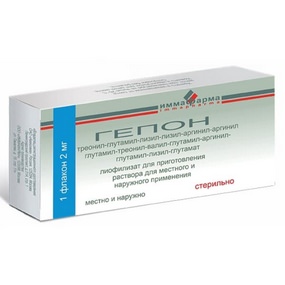 иммафарма
immapharma
ГЕПОН
треонил-глутамил-лизил-лизил-аргинил-аргинил
глутамил-треонил-валил-глутамил-аргинил-
глутамил-лизил-глутамат
лиофилизат для приготовления
раствора для местного и
наружного применения
стерильно
местно и наружно
1 флакон 2 мг